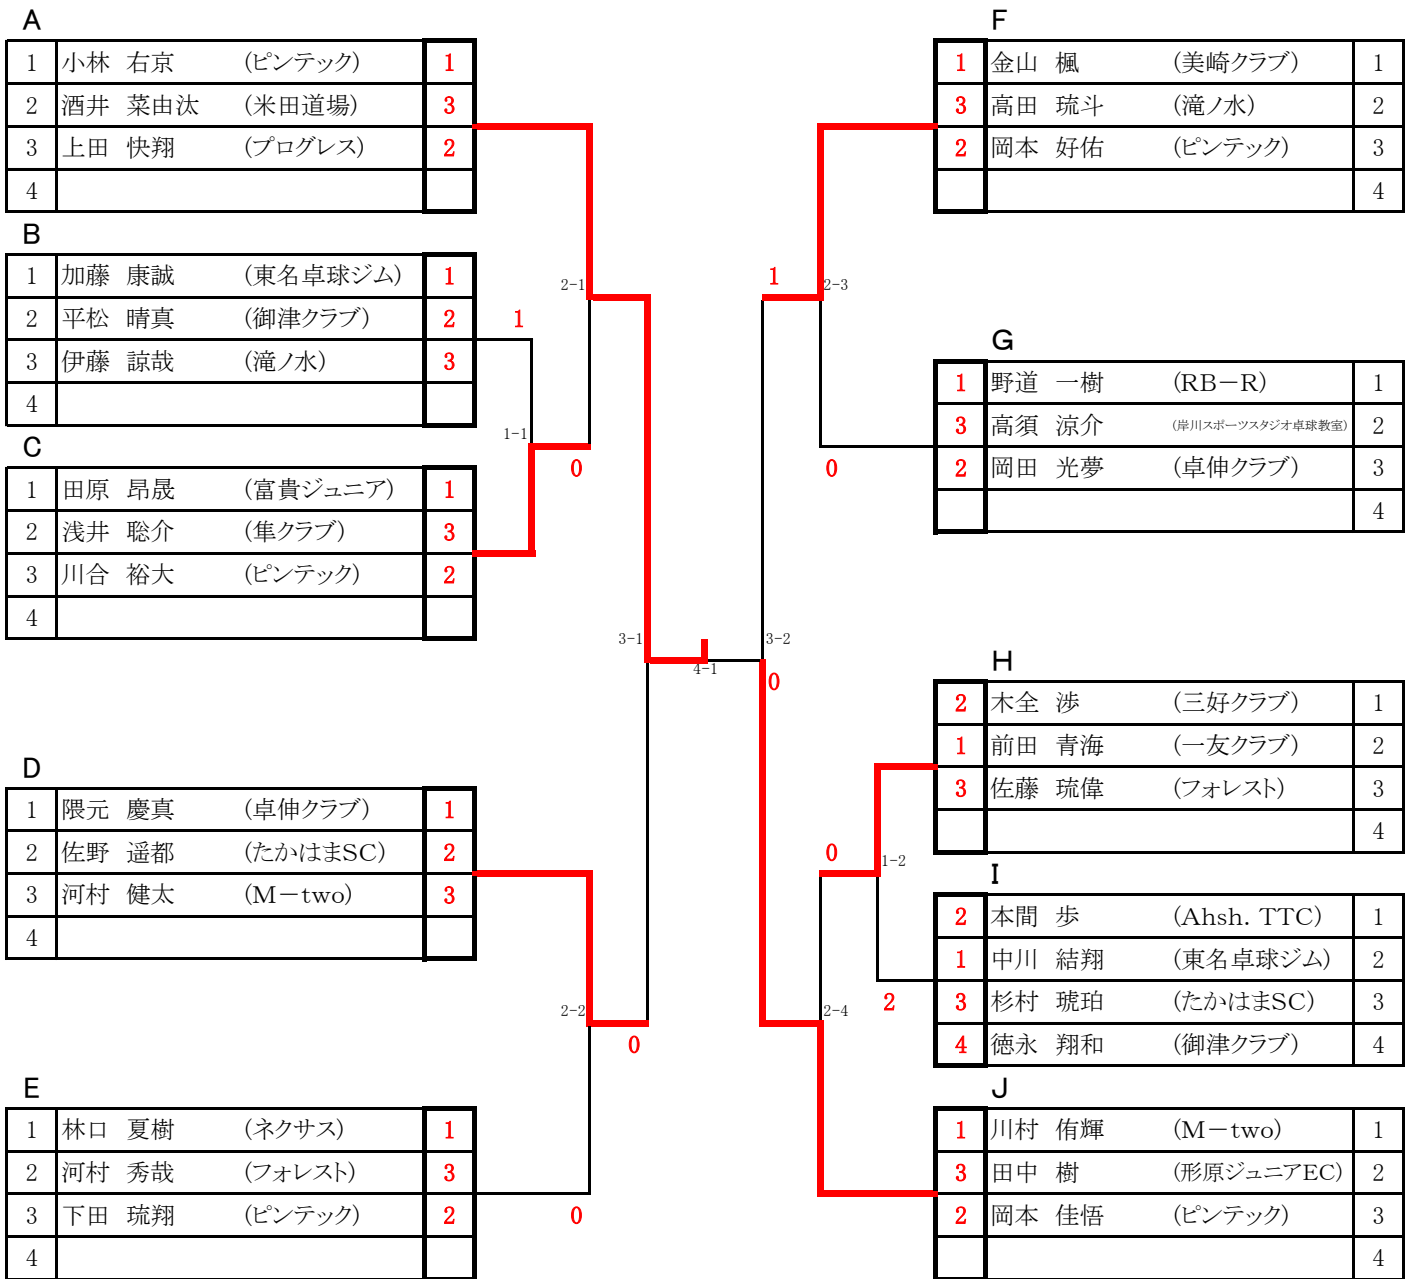 A
1 小林 右京 (ピンテック) 1
2 酒井 菜由汰 (米田道場) 3
3 上田 快翔 (プログレス) 2
4
B
1 加藤 康誠 (東名卓球ジム) 1
2 平松 晴真 (御津クラブ) 2
3 伊藤 諒哉 (滝ノ水) 3
4
C
1 田原 昂晟 (富貴ジュニア) 1
2 浅井 聡介 (隼クラブ) 3
3 川合 裕大 (ピンテック) 2
4
D
1 隈元 慶真 (卓伸クラブ) 1
2 佐野 遥都 (たかはまSC) 2
3 河村 健太 (M-two) 3
4
E
1 林口 夏樹 (ネクサス) 1
2 河村 秀哉 (フォレスト) 3
3 下田 琉翔 (ピンテック) 2
4
2-1
1
1-1
0
3-1
4-1
2-2
0
0
1
2-3
0
3-2
0
0
1-2
2
2-4
F
1 金山 楓 (美崎クラブ) 1
3 高田 琉斗 (滝ノ水) 2
2 岡本 好佑 (ピンテック) 3
4
G
1 野道 一樹 (RB-R) 1
3 高須 涼介 (岸川スポーツスタジオ卓球教室) 2
2 岡田 光夢 (卓伸クラブ) 3
4
H
2 木全 渉 (三好クラブ) 1
1 前田 青海 (一友クラブ) 2
3 佐藤 琉偉 (フォレスト) 3
4
I
2 本間 歩 (Ahsh. TTC) 1
1 中川 結翔 (東名卓球ジム) 2
3 杉村 琥珀 (たかはまSC) 3
4 徳永 翔和 (御津クラブ) 4
J
1 川村 侑輝 (M-two) 1
3 田中 樹 (形原ジュニアEC) 2
2 岡本 佳悟 (ピンテック) 3
4